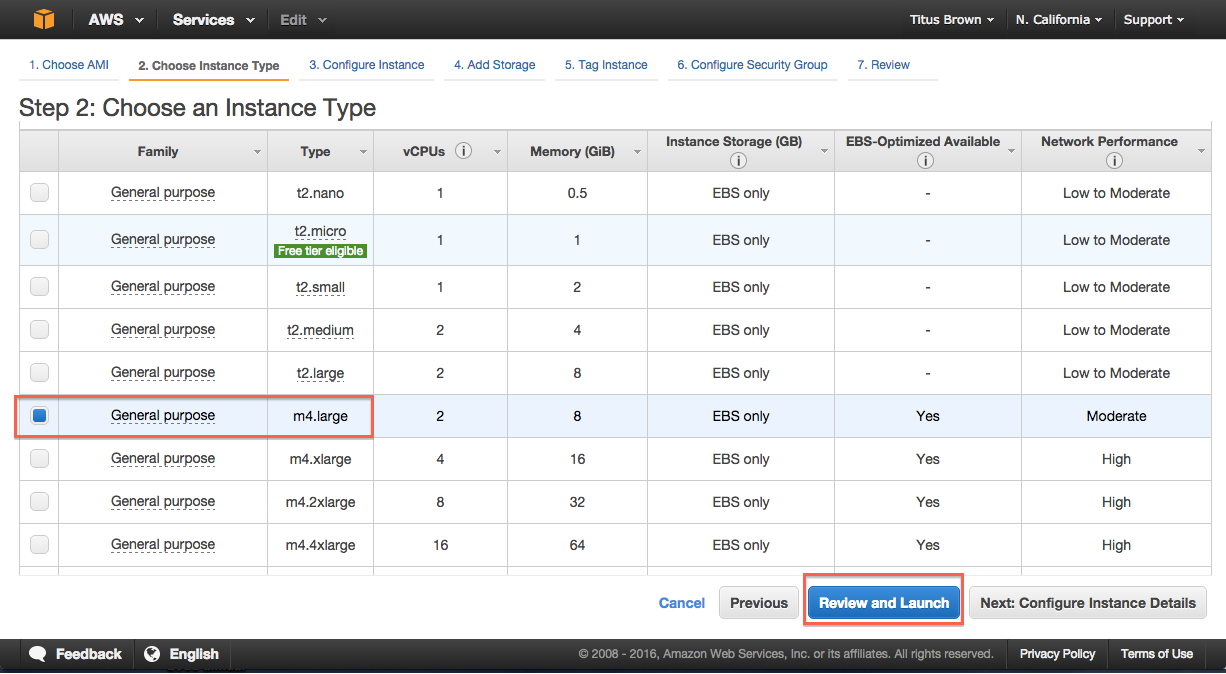 AWS Services Edit Titus Brown N. California Support
1. Choose AMI 2. Choose Instance Type 3. Configure Instance 4. Add Storage 5. Tag Instance 6. Configure Security Group 7. Review
Step 2: Choose an Instance Type
Family Type vCPUs i Memory (GiB) Instance Storage (GB) i EBS-Optimized Available i Network Performance i
General purpose t2.nano 1 0.5 EBS only - Low to Moderate
General purpose t2.micro Free tier eligible 1 1 EBS only - Low to Moderate
General purpose t2.small 1 2 EBS only - Low to Moderate
General purpose t2.medium 2 4 EBS only - Low to Moderate
General purpose t2.large 2 8 EBS only - Low to Moderate
General purpose m4.large 2 8 EBS only Yes Moderate
General purpose m4.xlarge 4 16 EBS only Yes High
General purpose m4.2xlarge 8 32 EBS only Yes High
General purpose m4.4xlarge 16 64 EBS only Yes High
Cancel Previous Review and Launch Next: Configure Instance Details
Feedback English © 2008 - 2016, Amazon Web Services, Inc. or its affiliates. All rights reserved. Privacy Policy Terms of Use